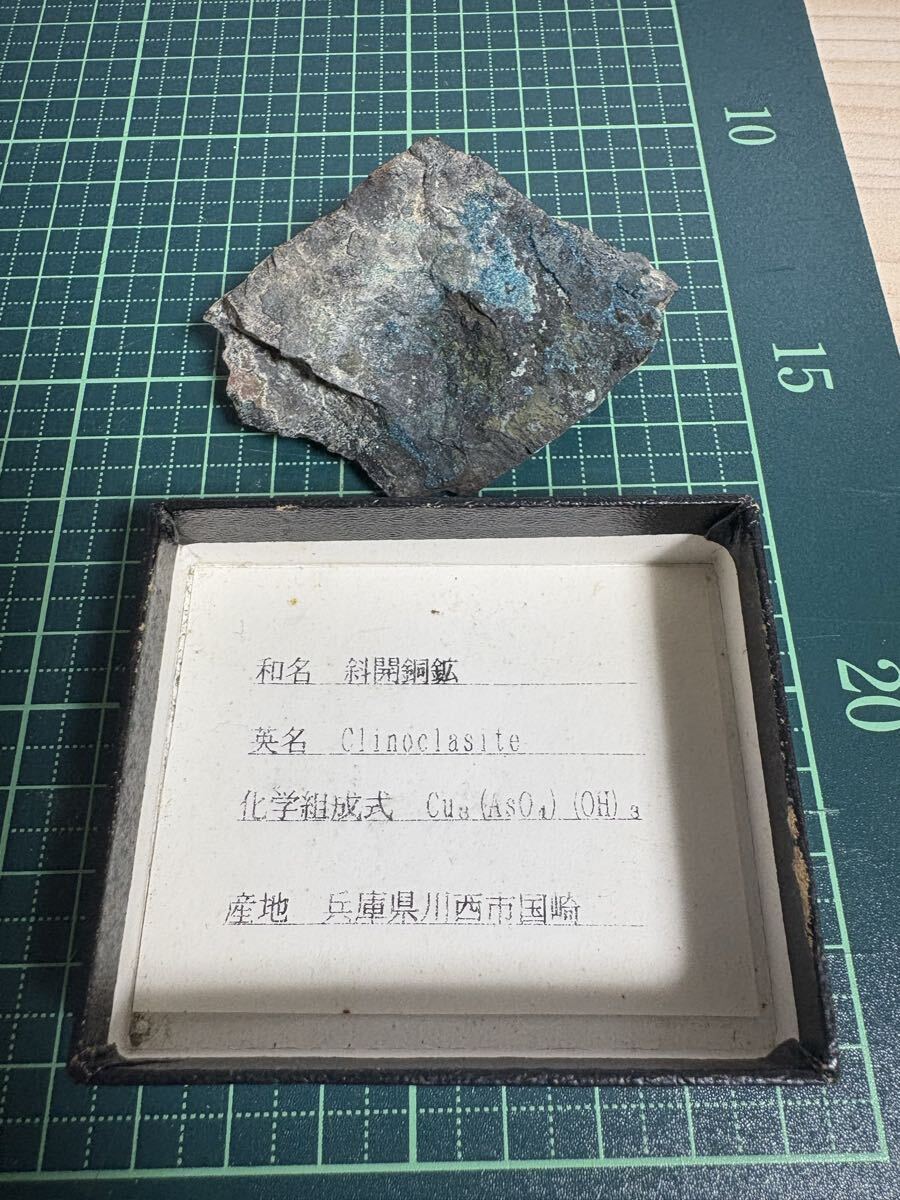 10
15
20
和名 斜開銅鉱
英名 Clinoclasite
化学組成式 Cu₃(AsO₄)(OH)₃
産地 兵庫県川西市国崎